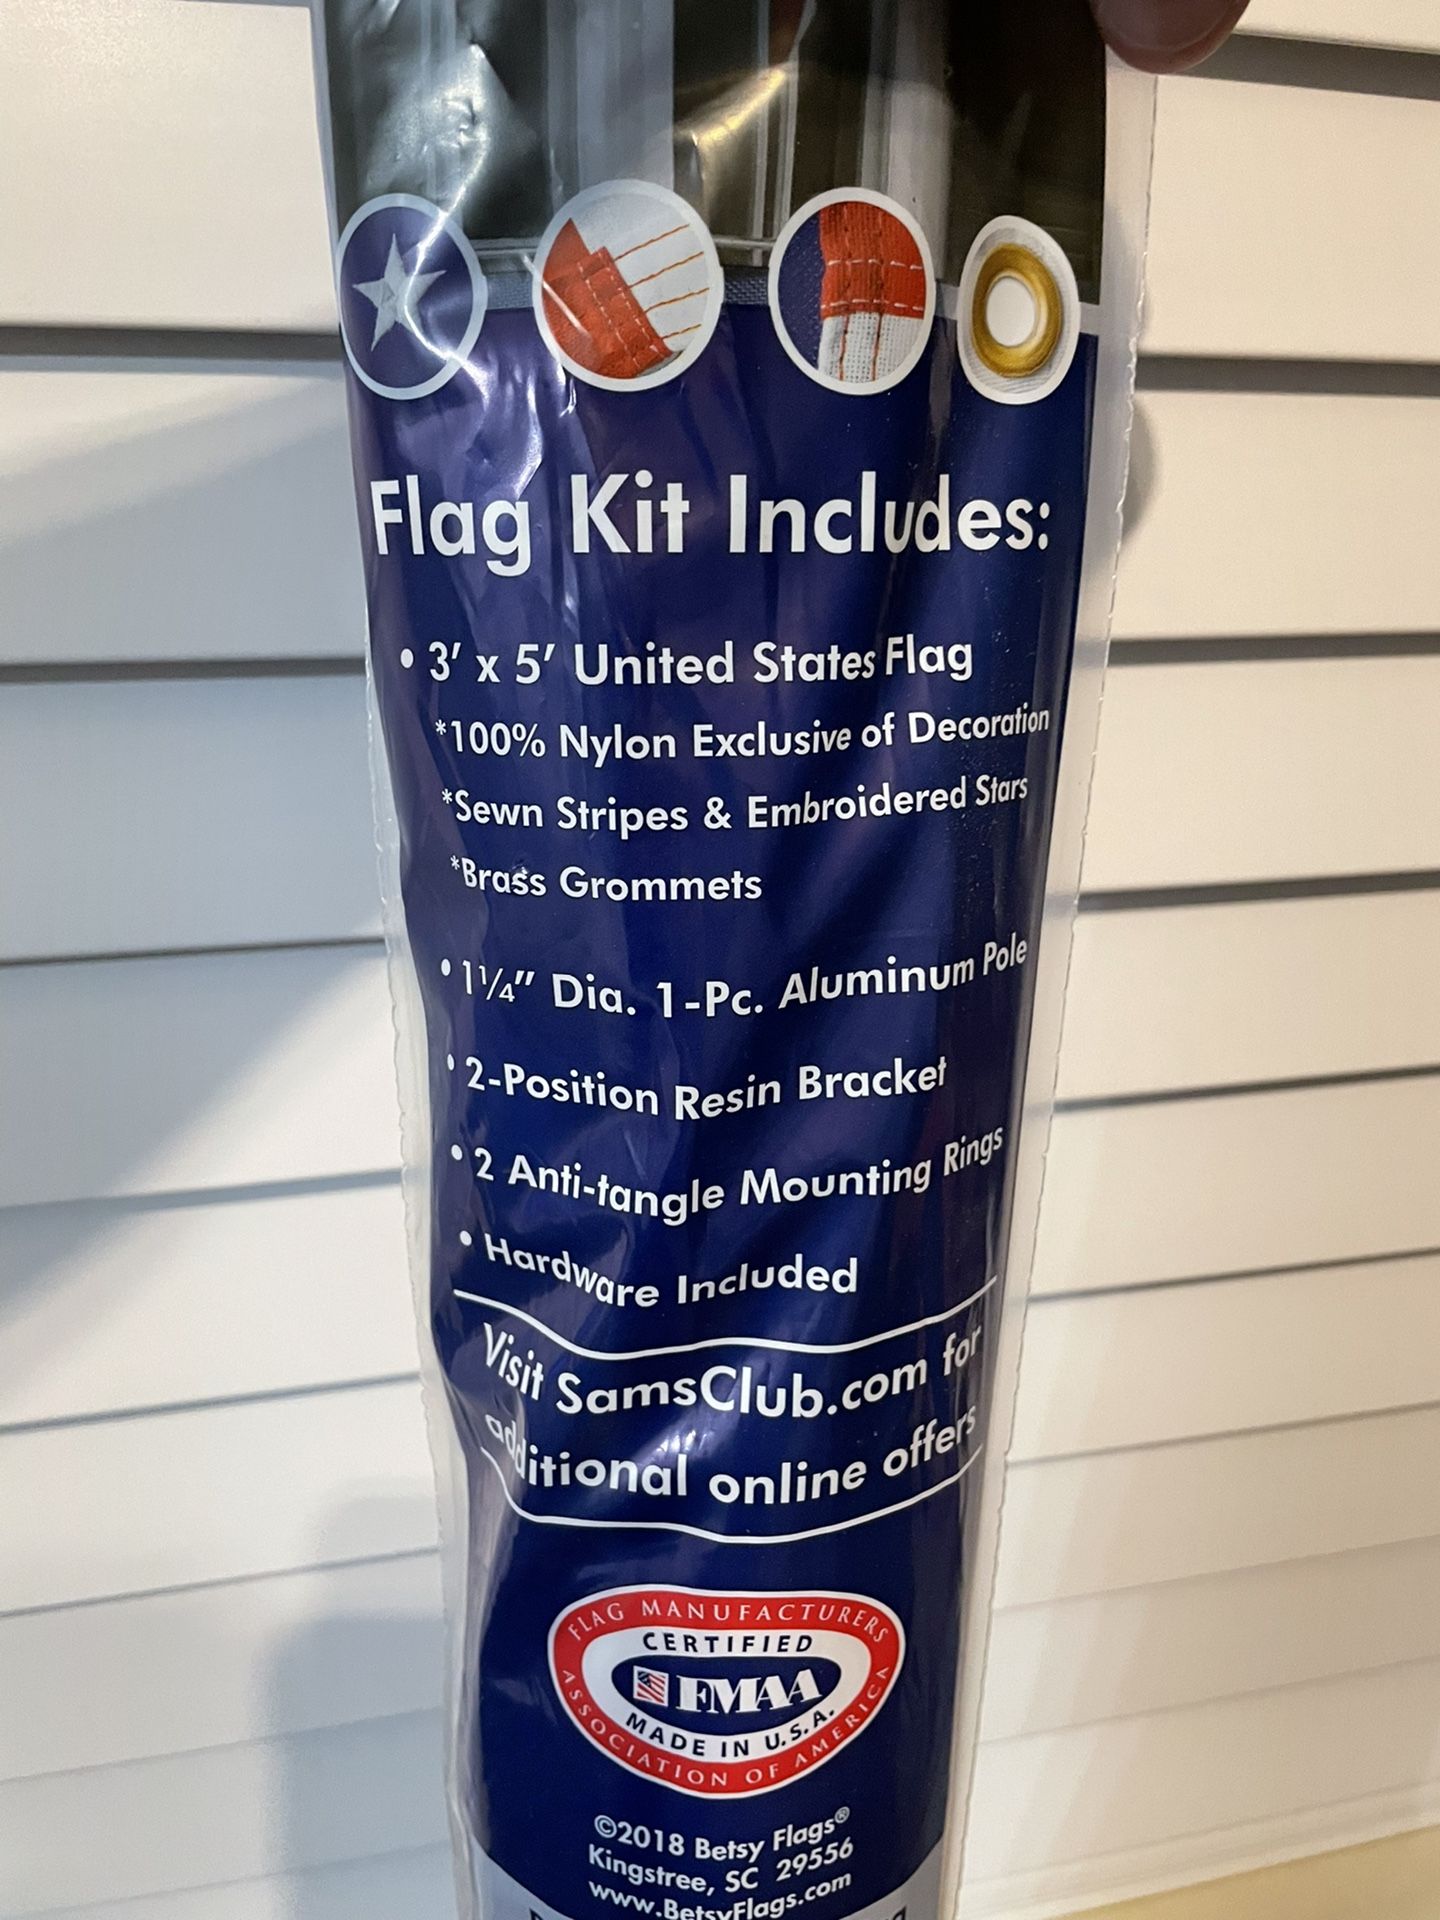 Flag Kit Includes:
• 3' x 5' United States Flag
*100% Nylon Exclusive of Decoration
*Sewn Stripes & Embroidered Stars
*Brass Grommets
• 1¼" Dia. 1-Pc. Aluminum Pole
• 2-Position Resin Bracket
• 2 Anti-tangle Mounting Rings
• Hardware Included
Visit SamsClub.com for
additional online offers
FLAG MANUFACTURERS
CERTIFIED
FMAA
MADE IN U.S.A.
ASSOCIATION OF AMERICA
©2018 Betsy Flags®
Kingstree, SC 29556
www.BetsyFlags.com